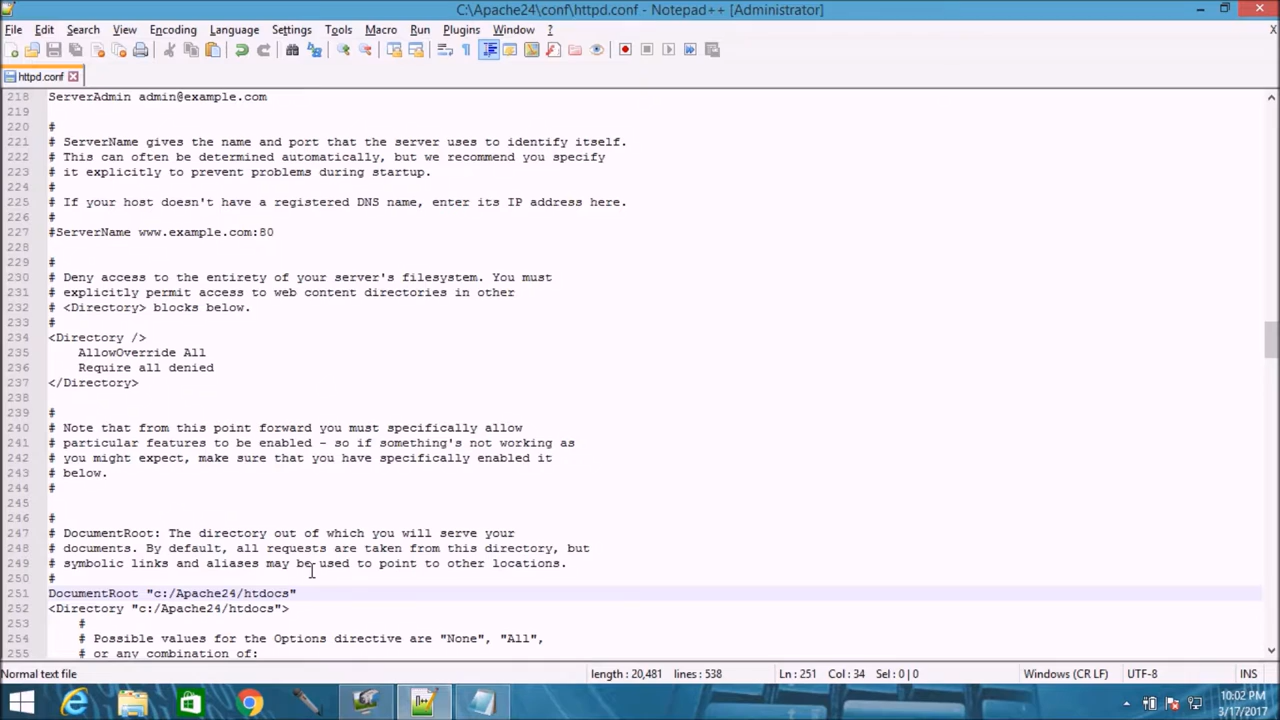 C:\Apache24\conf\httpd.conf - Notepad++ [Administrator]
File Edit Search View Encoding Language Settings Tools Macro Run Plugins Window ? X
httpd.conf
218 ServerAdmin admin@example.com
219
220 #
221 # ServerName gives the name and port that the server uses to identify itself.
222 # This can often be determined automatically, but we recommend you specify
223 # it explicitly to prevent problems during startup.
224 #
225 # If your host doesn't have a registered DNS name, enter its IP address here.
226 #
227 #ServerName www.example.com:80
228
229 #
230 # Deny access to the entirety of your server's filesystem. You must
231 # explicitly permit access to web content directories in other
232 # <Directory> blocks below.
233 #
234 <Directory />
235 AllowOverride All
236 Require all denied
237 </Directory>
238
239 #
240 # Note that from this point forward you must specifically allow
241 # particular features to be enabled - so if something's not working as
242 # you might expect, make sure that you have specifically enabled it
243 # below.
244 #
245
246 #
247 # DocumentRoot: The directory out of which you will serve your
248 # documents. By default, all requests are taken from this directory, but
249 # symbolic links and aliases may be used to point to other locations.
250 #
251 DocumentRoot "c:/Apache24/htdocs"
252 <Directory "c:/Apache24/htdocs">
253 #
254 # Possible values for the Options directive are "None", "All",
255 # or any combination of:
Normal text file length : 20,481 lines : 538 Ln : 251 Col : 34 Sel : 0 | 0 Windows (CR LF) UTF-8 INS
10:02 PM
3/17/2017